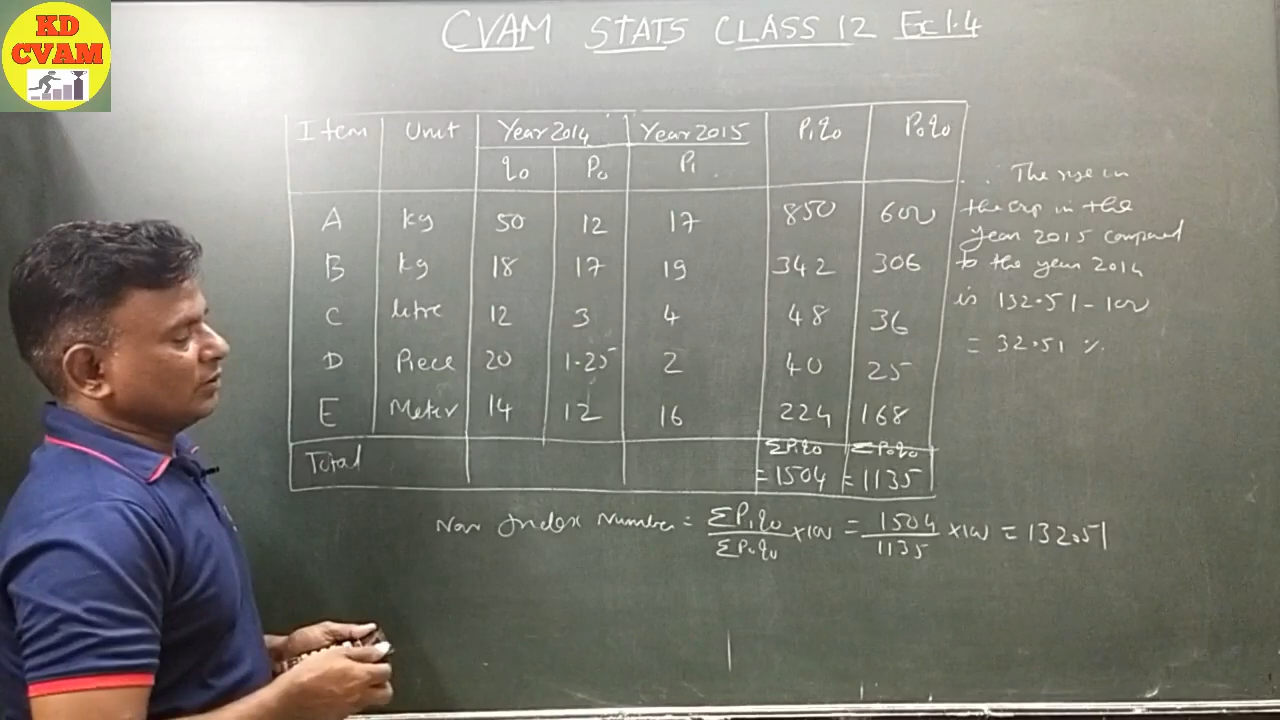 KD
CVAM
CVAM STATS CLASS 12 Ex 1.4
Item Unit Year 2014 Year 2015 P₁q₀ P₀q₀
q₀ P₀ P₁
A kg 50 12 17 850 600
B kg 18 17 19 342 306
C litre 12 3 4 48 36
D Piece 20 1.25 2 40 25
E Meter 14 12 16 224 168
Total ΣP₁q₀ = 1504 ΣP₀q₀ = 1135
∴ The rise in
the in the
year 2015 compared
to the year 2014
is 132.51 - 100
= 32.51 %.
Now Index Number = ΣP₁q₀ / ΣP₀q₀ × 100 = 1504 / 1135 × 100 = 132.51